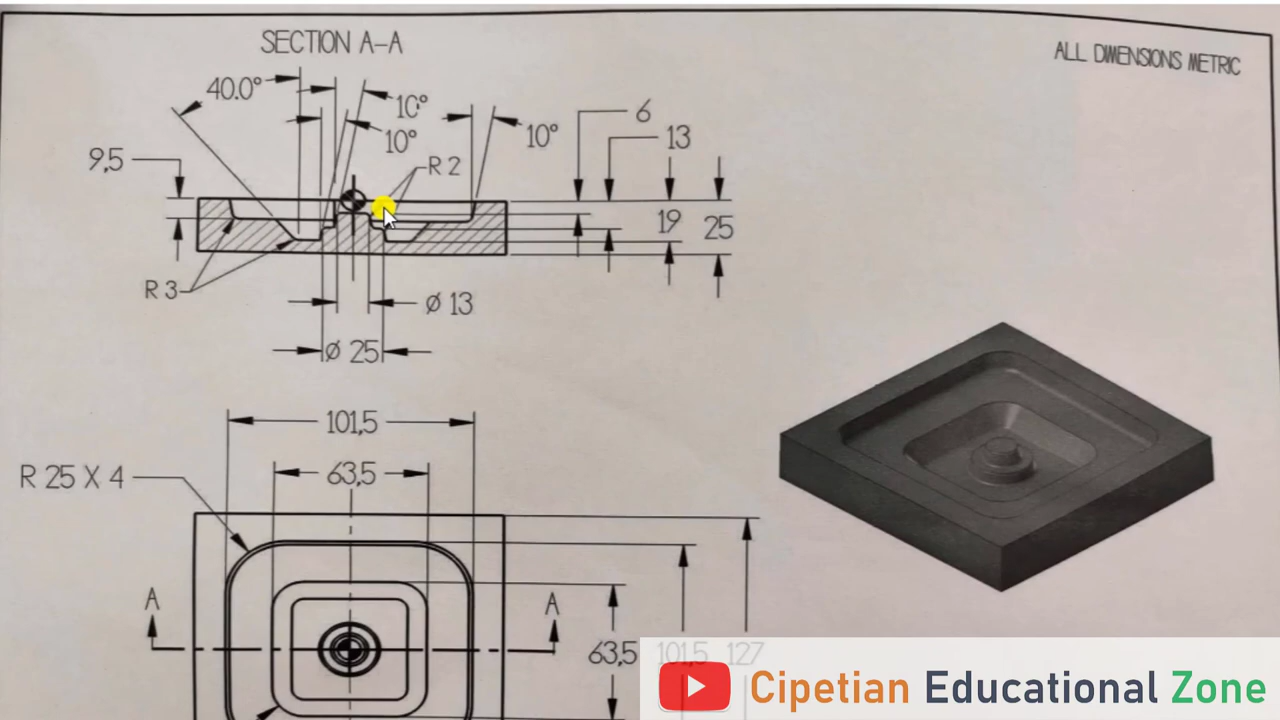 SECTION A-A
ALL DIMENSIONS METRIC
40.0°
10°
10°
10°
6
13
9,5
R 2
19
25
R 3
Ø 13
Ø 25
101,5
63,5
R 25 X 4
A
A
63,5
101,5
127
Cipetian Educational Zone